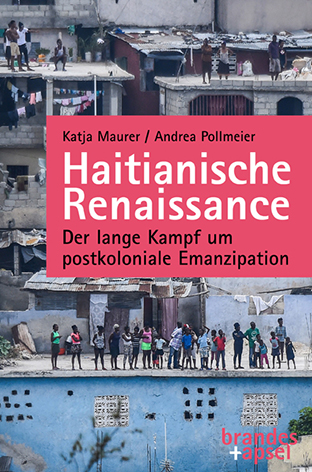 Katja Maurer / Andrea Pollmeier
Haitianische
Renaissance
Der lange Kampf um
postkoloniale Emanzipation
brandes
+apsel